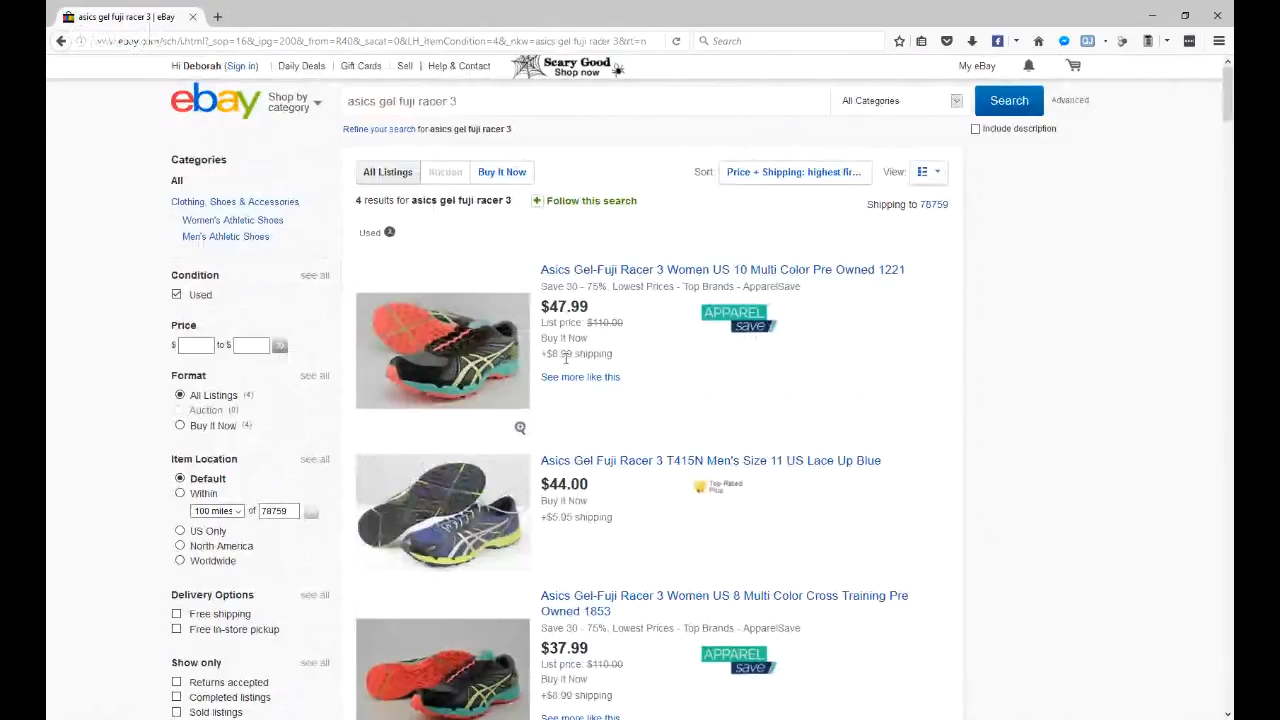 asics gel fuji racer 3 | eBay
www.ebay.com/sch/i.html?_sop=16&_ipg=200&_from=R40&_sacat=0&LH_ItemCondition=4&_nkw=asics gel fuji racer 3&rt=n
Search
Hi Deborah (Sign in) Daily Deals Gift Cards Sell Help & Contact
Scary Good
Shop now
My eBay
ebay
Shop by
category
asics gel fuji racer 3
All Categories
Search
Advanced
Refine your search for asics gel fuji racer 3
Include description
Categories
All
Clothing, Shoes & Accessories
Women's Athletic Shoes
Men's Athletic Shoes
Condition see all
Used
Price
$ to $
Format see all
All Listings (4)
Auction (0)
Buy It Now (4)
Item Location see all
Default
Within
100 miles of 78759
US Only
North America
Worldwide
Delivery Options see all
Free shipping
Free in-store pickup
Show only see all
Returns accepted
Completed listings
Sold listings
All Listings Auction Buy It Now
Sort: Price + Shipping: highest fir... View:
4 results for asics gel fuji racer 3 + Follow this search
Shipping to 78759
Used
Asics Gel-Fuji Racer 3 Women US 10 Multi Color Pre Owned 1221
Save 30 - 75%. Lowest Prices - Top Brands - ApparelSave
$47.99
List price: $110.00
Buy It Now
+$8.99 shipping
See more like this
APPAREL
save
Asics Gel Fuji Racer 3 T415N Men's Size 11 US Lace Up Blue
$44.00
Buy It Now
+$5.95 shipping
Top-Rated
Plus
Asics Gel-Fuji Racer 3 Women US 8 Multi Color Cross Training Pre
Owned 1853
Save 30 - 75%. Lowest Prices - Top Brands - ApparelSave
$37.99
List price: $110.00
Buy It Now
+$8.99 shipping
See more like this
APPAREL
save